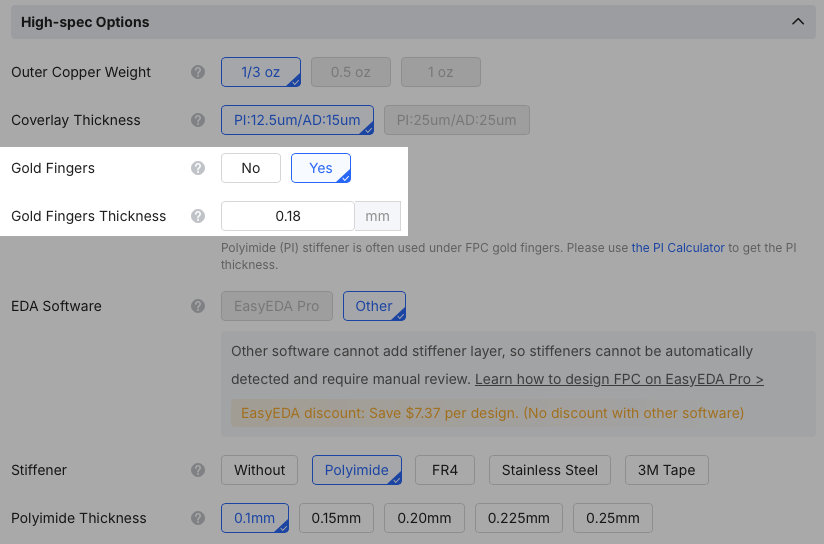 High-spec Options
Outer Copper Weight ? 1/3 oz 0.5 oz 1 oz
Coverlay Thickness ? PI:12.5um/AD:15um PI:25um/AD:25um
Gold Fingers ? No Yes
Gold Fingers Thickness ? 0.18 mm
Polyimide (PI) stiffener is often used under FPC gold fingers. Please use the PI Calculator to get the PI
thickness.
EDA Software ? EasyEDA Pro Other
Other software cannot add stiffener layer, so stiffeners cannot be automatically
detected and require manual review. Learn how to design FPC on EasyEDA Pro >
EasyEDA discount: Save $7.37 per design. (No discount with other software)
Stiffener ? Without Polyimide FR4 Stainless Steel 3M Tape
Polyimide Thickness ? 0.1mm 0.15mm 0.20mm 0.225mm 0.25mm